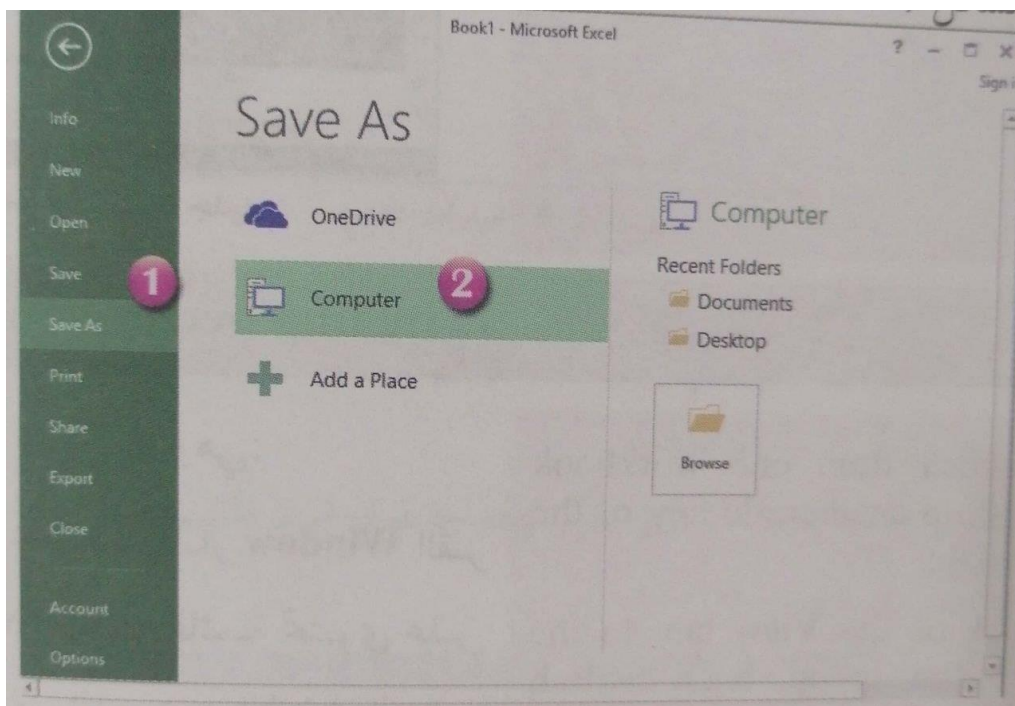 Book1 - Microsoft Excel
?
Sign
Info
New
Open
Save
Save As
Print
Share
Export
Close
Account
Options
1
Save As
OneDrive
Computer
2
Add a Place
Computer
Recent Folders
Documents
Desktop
Browse